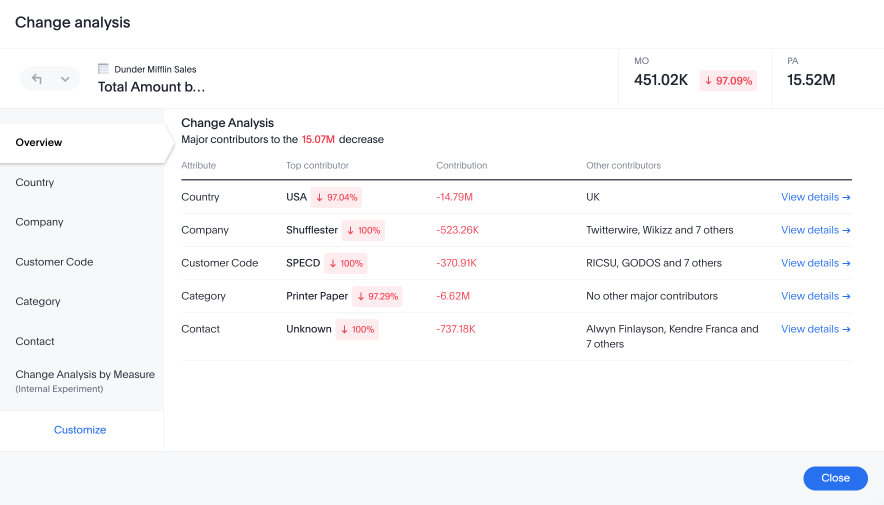 Change analysis
Dunder Mifflin Sales
Total Amount b...
MO
451.02K
↓ 97.09%
PA
15.52M
Overview
Country
Company
Customer Code
Category
Contact
Change Analysis by Measure
(Internal Experiment)
Customize
Change Analysis
Major contributors to the 15.07M decrease
Attribute Top contributor Contribution Other contributors
Country USA ↓ 97.04% -14.79M UK View details →
Company Shufflester ↓ 100% -523.26K Twitterwire, Wikizz and 7 others View details →
Customer Code SPECD ↓ 100% -370.91K RICSU, GODOS and 7 others View details →
Category Printer Paper ↓ 97.29% -6.62M No other major contributors View details →
Contact Unknown ↓ 100% -737.18K Alwyn Finlayson, Kendre Franca and View details →
7 others
Close